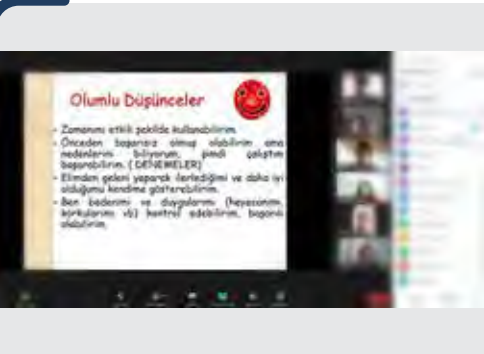 Olumlu Düşünceler
- Zamanımı etkili şekilde kullanabilirim.
- Önceden başarısız olmuş olabilirim ama
nedenlerini biliyorum, şimdi çalıştım
başarabilirim. ( DENEMELER)
- Elimden geleni yaparak ilerlediğimi ve daha iyi
olduğumu kendime gösterebilirim.
- Ben bedenimi ve duygularımı (heyecanımı,
korkularımı vb) kontrol edebilirim, başarılı
olabilirim.